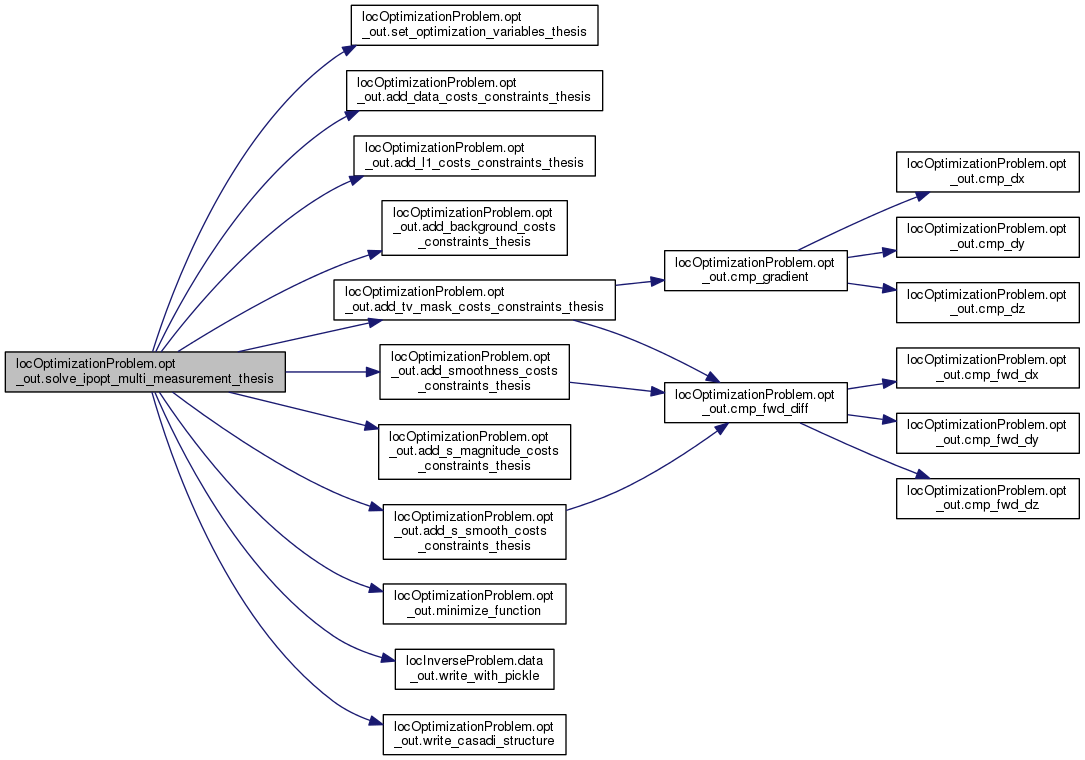 locOptimizationProblem.opt
_out.solve_ipopt_multi_measurement_thesis
locOptimizationProblem.opt
_out.set_optimization_variables_thesis
locOptimizationProblem.opt
_out.add_data_costs_constraints_thesis
locOptimizationProblem.opt
_out.add_l1_costs_constraints_thesis
locOptimizationProblem.opt
_out.add_background_costs
_constraints_thesis
locOptimizationProblem.opt
_out.add_tv_mask_costs_constraints_thesis
locOptimizationProblem.opt
_out.add_smoothness_costs
_constraints_thesis
locOptimizationProblem.opt
_out.add_s_magnitude_costs
_constraints_thesis
locOptimizationProblem.opt
_out.add_s_smooth_costs
_constraints_thesis
locOptimizationProblem.opt
_out.minimize_function
locInverseProblem.data
_out.write_with_pickle
locOptimizationProblem.opt
_out.write_casadi_structure
locOptimizationProblem.opt
_out.cmp_gradient
locOptimizationProblem.opt
_out.cmp_fwd_diff
locOptimizationProblem.opt
_out.cmp_dx
locOptimizationProblem.opt
_out.cmp_dy
locOptimizationProblem.opt
_out.cmp_dz
locOptimizationProblem.opt
_out.cmp_fwd_dx
locOptimizationProblem.opt
_out.cmp_fwd_dy
locOptimizationProblem.opt
_out.cmp_fwd_dz